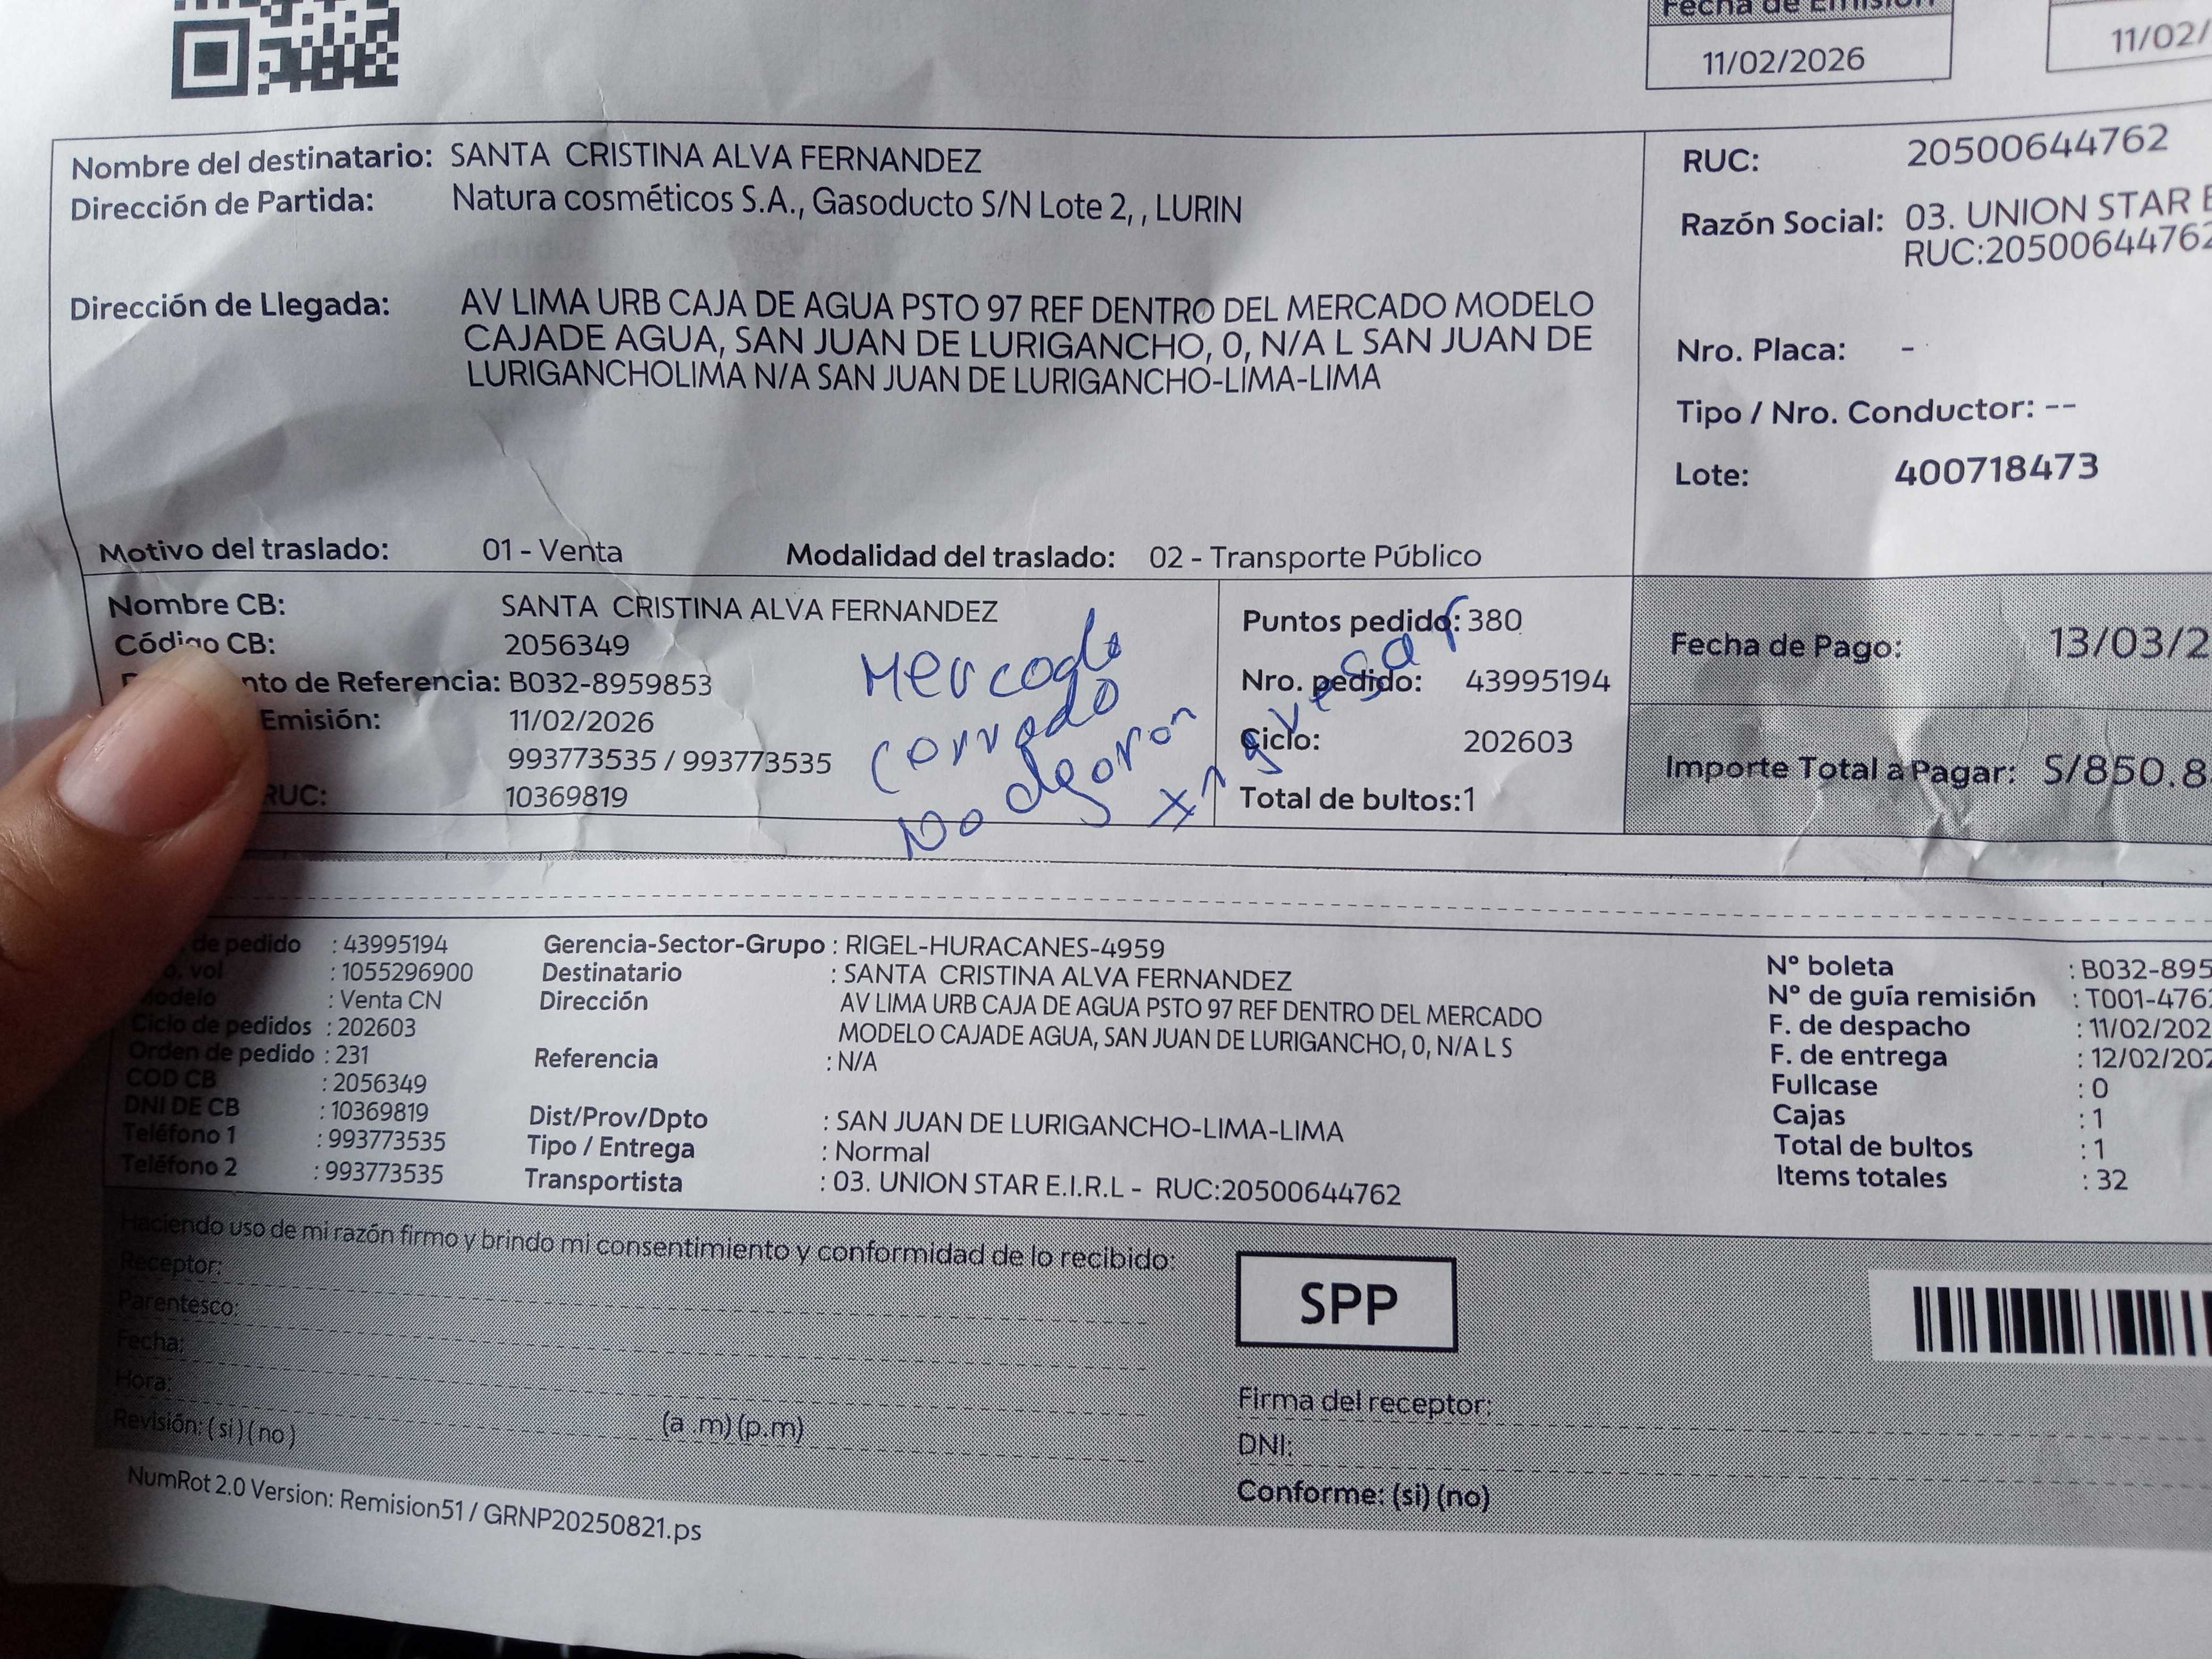 Fecha de Emisión
11/02/2026
11/02/
Nombre del destinatario: SANTA CRISTINA ALVA FERNANDEZ
Dirección de Partida: Natura cosméticos S.A., Gasoducto S/N Lote 2, , LURIN
Dirección de Llegada: AV LIMA URB CAJA DE AGUA PSTO 97 REF DENTRO DEL MERCADO MODELO
CAJADE AGUA, SAN JUAN DE LURIGANCHO, 0, N/A L SAN JUAN DE
LURIGANCHOLIMA N/A SAN JUAN DE LURIGANCHO-LIMA-LIMA
Motivo del traslado: 01 - Venta Modalidad del traslado: 02 - Transporte Público
RUC: 20500644762
Razón Social: 03. UNION STAR E
RUC:20500644762
Nro. Placa: -
Tipo / Nro. Conductor: --
Lote: 400718473
Nombre CB: SANTA CRISTINA ALVA FERNANDEZ
Código CB: 2056349
nto de Referencia: B032-8959853
Emisión: 11/02/2026
993773535 / 993773535
RUC: 10369819
Mercado
cerrado
No
Puntos pedido: 380
Nro. pedido: 43995194
Ciclo: 202603
Total de bultos:1
Fecha de Pago: 13/03/2
Importe Total a Pagar: S/850.8
de pedido : 43995194
o. vol : 1055296900
Modelo : Venta CN
Ciclo de pedidos : 202603
Orden de pedido : 231
COD CB : 2056349
DNI DE CB : 10369819
Teléfono 1 : 993773535
Teléfono 2 : 993773535
Gerencia-Sector-Grupo : RIGEL-HURACANES-4959
Destinatario : SANTA CRISTINA ALVA FERNANDEZ
Dirección AV LIMA URB CAJA DE AGUA PSTO 97 REF DENTRO DEL MERCADO
MODELO CAJADE AGUA, SAN JUAN DE LURIGANCHO, 0, N/A L S
Referencia : N/A
Dist/Prov/Dpto : SAN JUAN DE LURIGANCHO-LIMA-LIMA
Tipo / Entrega : Normal
Transportista : 03. UNION STAR E.I.R.L - RUC:20500644762
N° boleta : B032-895
N° de guía remisión : T001-476
F. de despacho : 11/02/202
F. de entrega : 12/02/202
Fullcase : 0
Cajas : 1
Total de bultos : 1
Items totales : 32
Haciendo uso de mi razón firmo y brindo mi consentimiento y conformidad de lo recibido:
Receptor:
Parentesco:
Fecha:
Hora:
Revisión: (si) (no) (a .m) (p.m)
SPP
Firma del receptor:
DNI:
Conforme: (si) (no)
NumRot 2.0 Version: Remision51 / GRNP20250821.ps